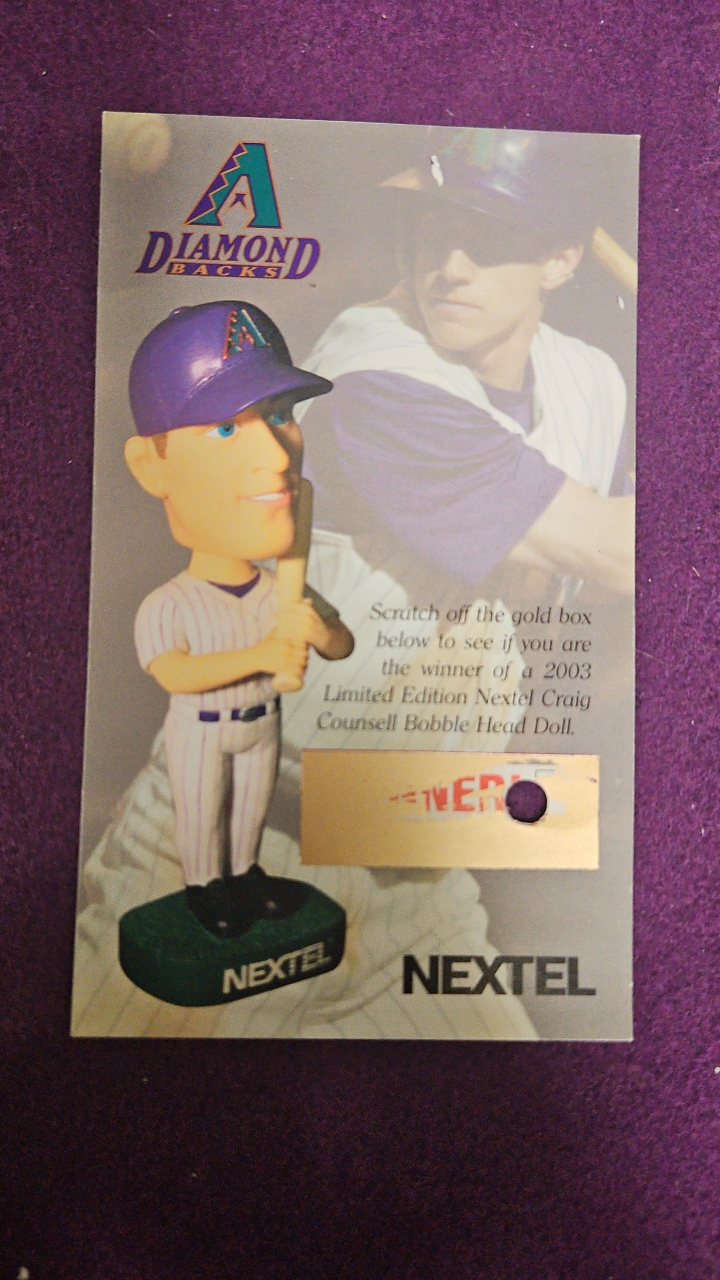 A
DIAMOND
BACKS
™
A
Scratch off the gold box
below to see if you are
the winner of a 2003
Limited Edition Nextel Craig
Counsell Bobble Head Doll.
NEXTEL
NEXTEL